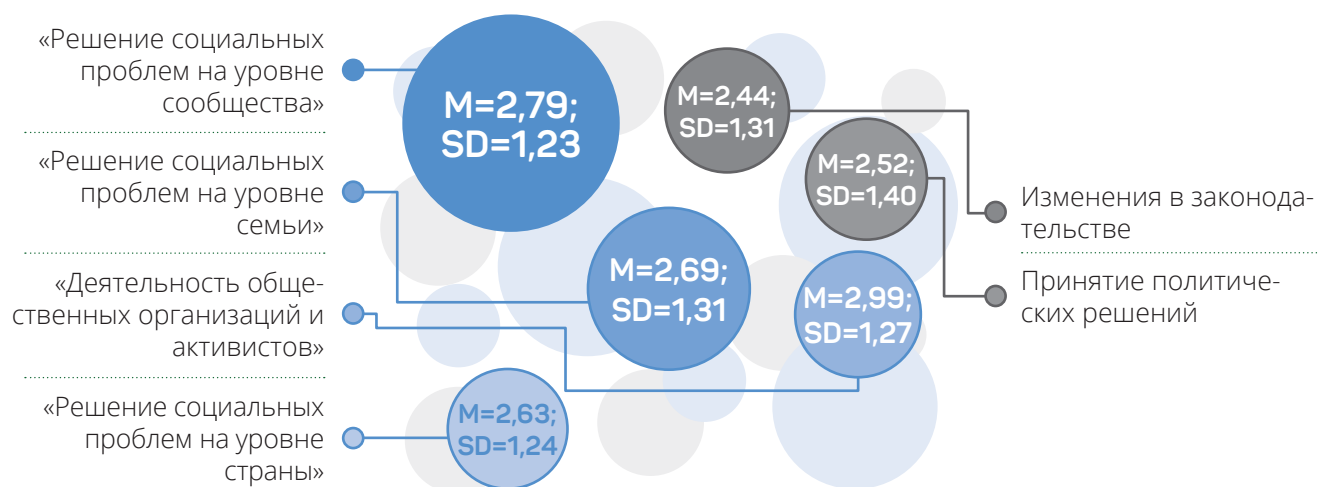 «Решение социальных
проблем на уровне
сообщества»
«Решение социальных
проблем на уровне
семьи»
«Деятельность обще-
ственных организаций и
активистов»
«Решение социальных
проблем на уровне
страны»
M=2,79;
SD=1,23
M=2,44;
SD=1,31
M=2,52;
SD=1,40
M=2,69;
SD=1,31
M=2,99;
SD=1,27
M=2,63;
SD=1,24
Изменения в законода-
тельстве
Принятие политиче-
ских решений